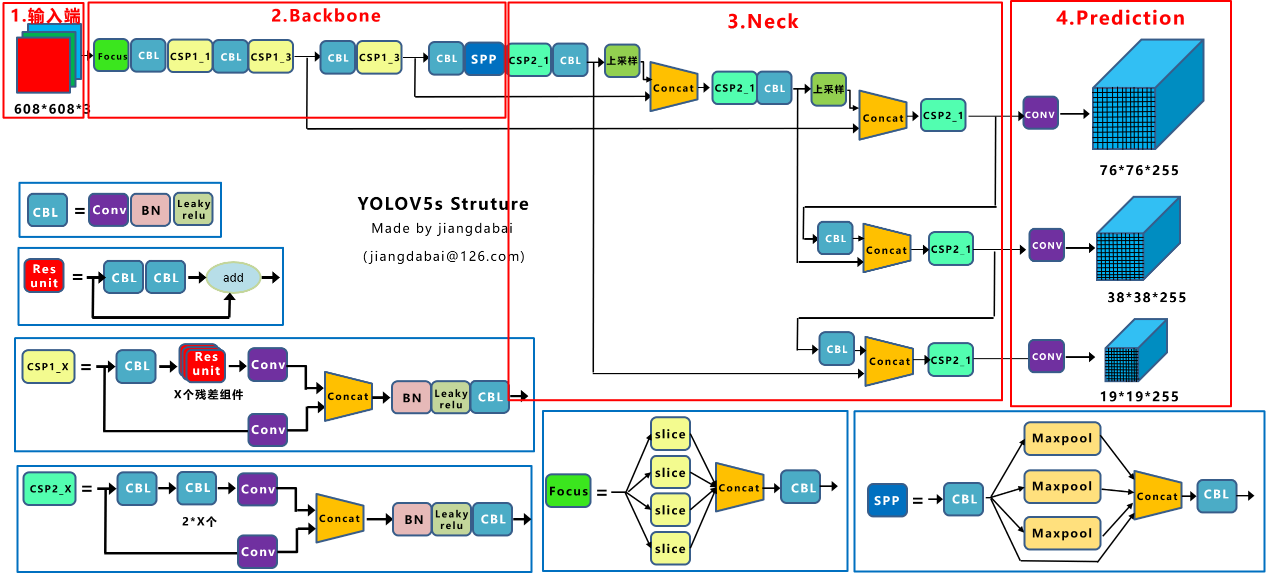 1.输入端
2.Backbone
3.Neck
4.Prediction
608*608*3
Focus
CBL
CSP1_1
CBL
CSP1_3
CBL
CSP1_3
CBL
SPP
CSP2_1
CBL
上采样
Concat
CSP2_1
CBL
上采样
Concat
CSP2_1
CONV
76*76*255
YOLOV5s Struture
Made by jiangdabai
(jiangdabai@126.com)
CBL
Concat
CSP2_1
CONV
38*38*255
CBL
Concat
CSP2_1
CONV
19*19*255
CBL
=
Conv
BN
Leaky
relu
Res
unit
=
CBL
CBL
add
CSP1_X
=
CBL
Res
unit
X个残差组件
Conv
Conv
Concat
BN
Leaky
relu
CBL
CSP2_X
=
CBL
CBL
2*X个
Conv
Conv
Concat
BN
Leaky
relu
CBL
Focus
=
slice
slice
slice
slice
Concat
CBL
SPP
=
CBL
Maxpool
Maxpool
Maxpool
Concat
CBL